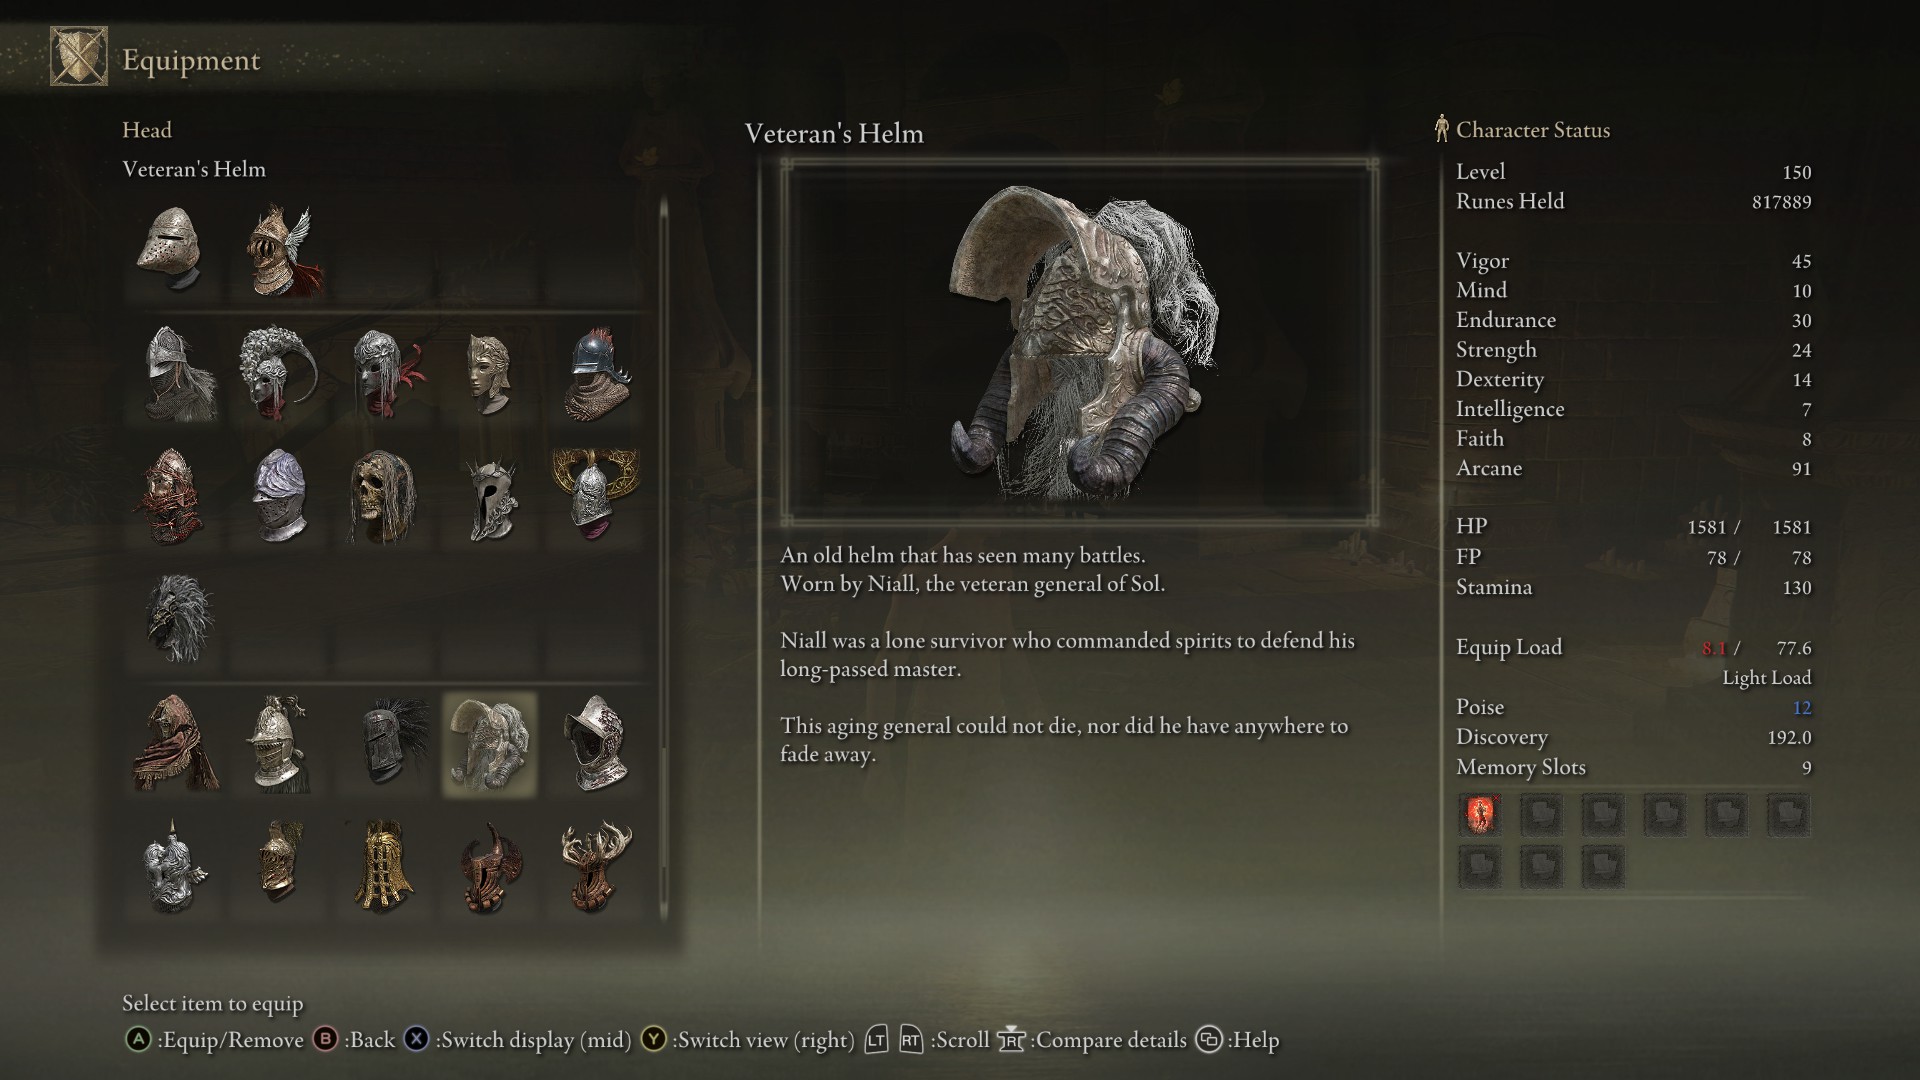 Equipment
Head
Veteran's Helm
Veteran's Helm
An old helm that has seen many battles.
Worn by Niall, the veteran general of Sol.
Niall was a lone survivor who commanded spirits to defend his
long-passed master.
This aging general could not die, nor did he have anywhere to
fade away.
Character Status
Level 150
Runes Held 817889
Vigor 45
Mind 10
Endurance 30
Strength 24
Dexterity 14
Intelligence 7
Faith 8
Arcane 91
HP 1581 / 1581
FP 78 / 78
Stamina 130
Equip Load 8.1 / 77.6
Light Load
Poise 12
Discovery 192.0
Memory Slots 9
Select item to equip
A :Equip/Remove B :Back X :Switch display (mid) Y :Switch view (right) LT RT :Scroll R :Compare details :Help